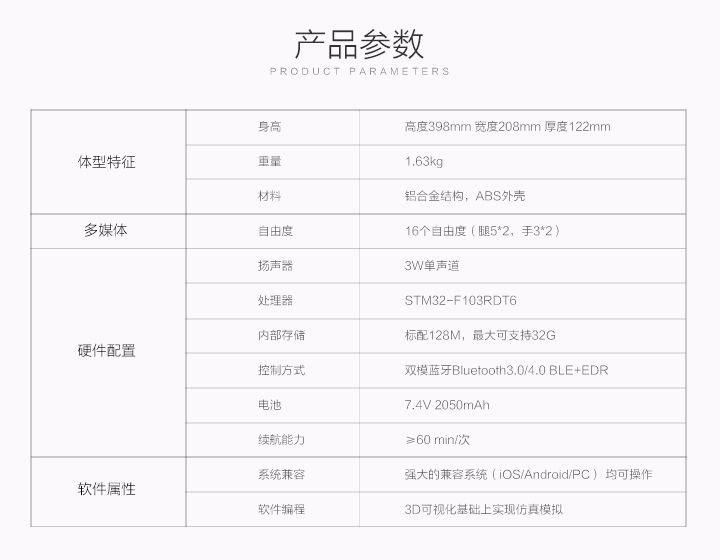 产品参数
PRODUCT PARAMETERS
体型特征
身高 高度398mm 宽度208mm 厚度122mm
重量 1.63kg
材料 铝合金结构，ABS外壳
多媒体 自由度 16个自由度（腿5*2，手3*2）
硬件配置
扬声器 3W单声道
处理器 STM32-F103RDT6
内部存储 标配128M，最大可支持32G
控制方式 双模蓝牙Bluetooth3.0/4.0 BLE+EDR
电池 7.4V 2050mAh
续航能力 ≥60 min/次
软件属性
系统兼容 强大的兼容系统（iOS/Android/PC）均可操作
软件编程 3D可视化基础上实现仿真模拟